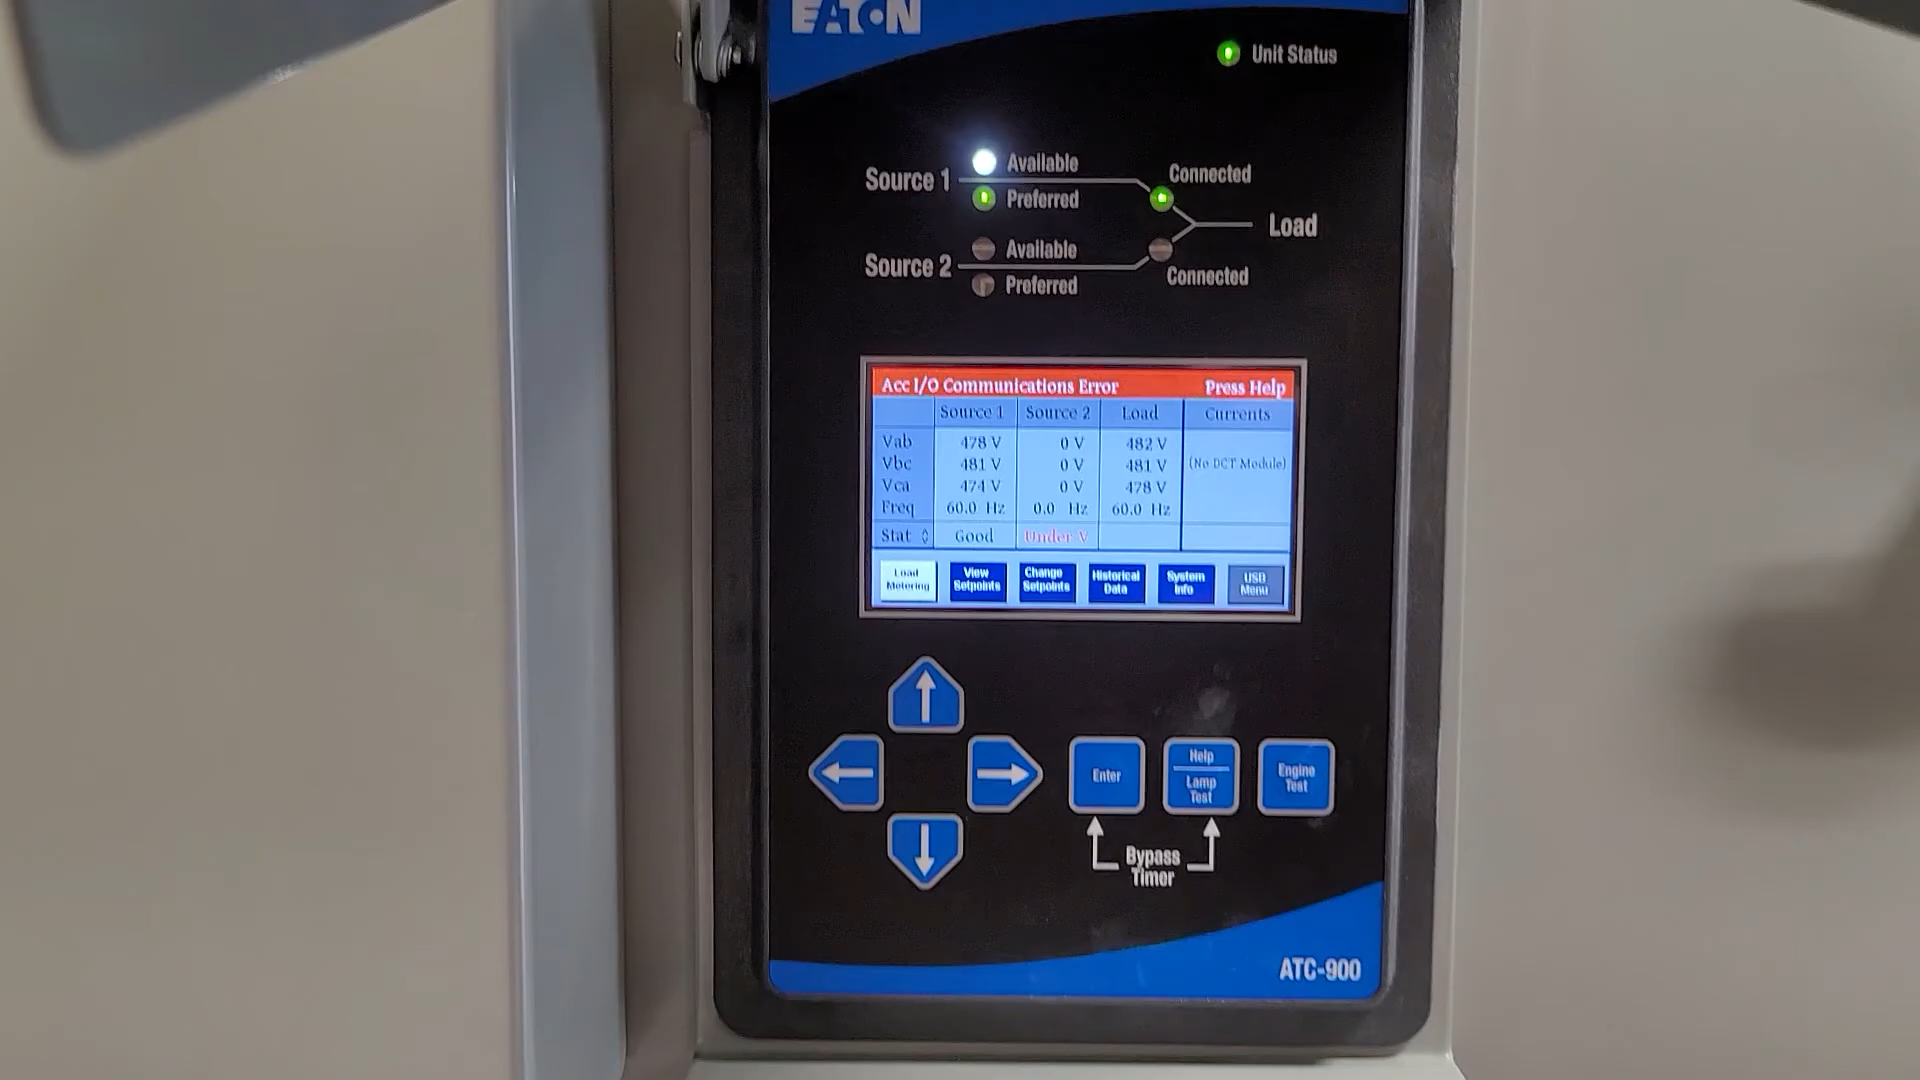 EATON
Unit Status
Available
Connected
Source 1
Preferred
Load
Available
Source 2
Connected
Preferred
Acc I/O Communications Error Press Help
Source 1 Source 2 Load Currents
Vab 478 V 0 V 482 V
Vbc 481 V 0 V 481 V (No DCT Module)
Vca 474 V 0 V 478 V
Freq 60.0 Hz 0.0 Hz 60.0 Hz
Stat Good Under V
Load Metering
View Setpoints
Change Setpoints
Historical Data
System Info
USB Menu
Enter
Help
Lamp Test
Engine Test
Bypass
Timer
ATC-900